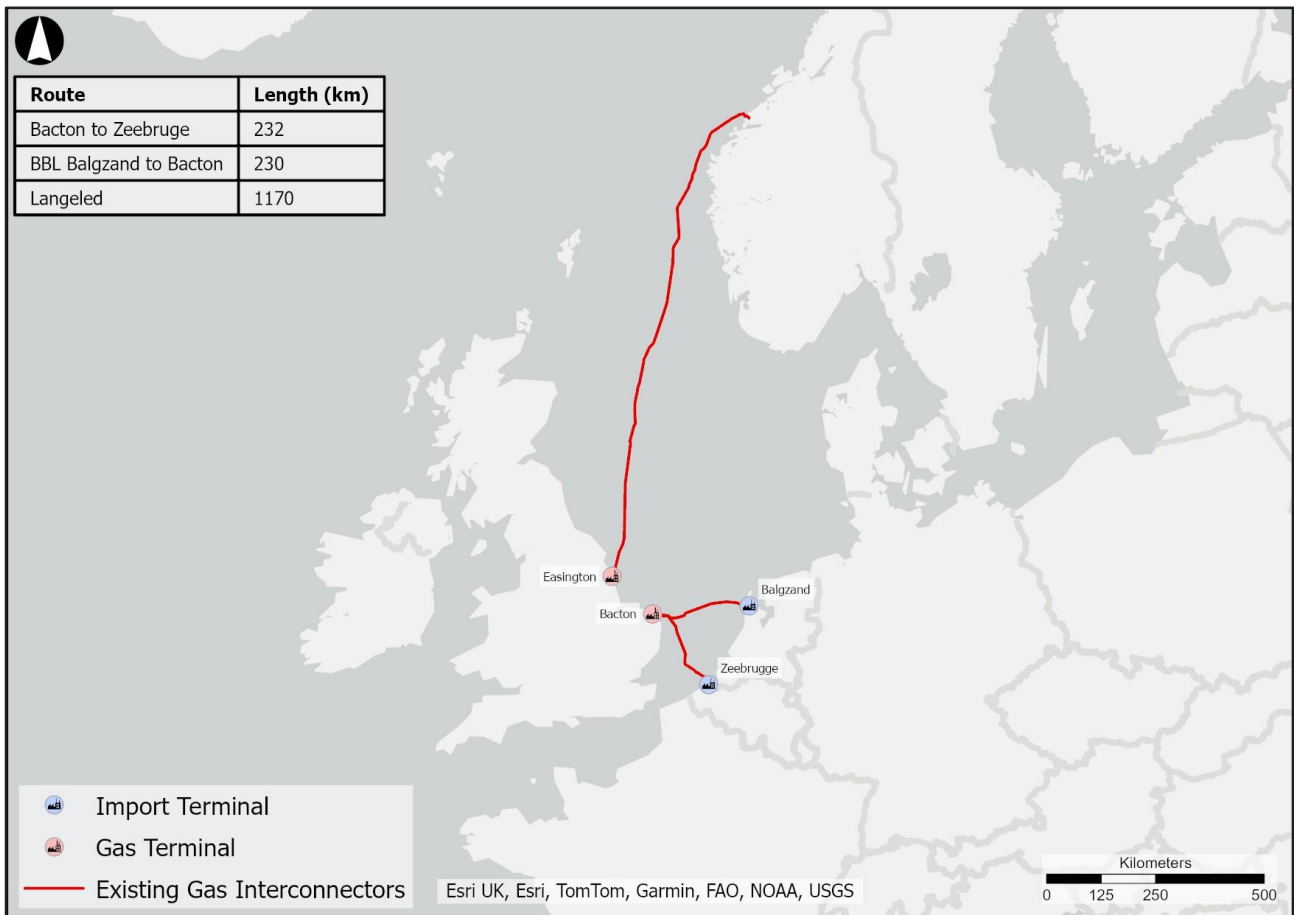 Route Length (km)
Bacton to Zeebruge 232
BBL Balgzand to Bacton 230
Langeled 1170
Easington
Bacton
Balgzand
Zeebrugge
Import Terminal
Gas Terminal
Existing Gas Interconnectors
Esri UK, Esri, TomTom, Garmin, FAO, NOAA, USGS
Kilometers
0 125 250 500